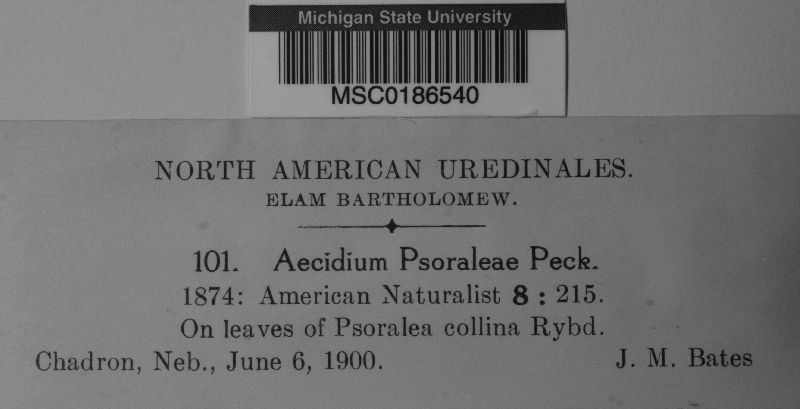 Michigan State University
MSC0186540
NORTH AMERICAN UREDINALES.
ELAM BARTHOLOMEW.
101. Aecidium Psoraleae Peck.
1874: American Naturalist 8 : 215.
On leaves of Psoralea collina Rybd.
Chadron, Neb., June 6, 1900. J. M. Bates